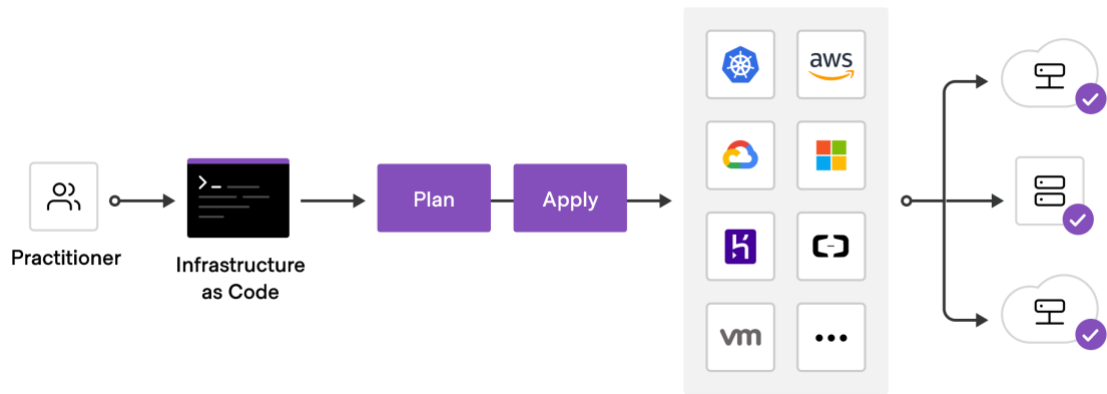 Practitioner
Infrastructure
as Code
Plan
Apply
aws
vm